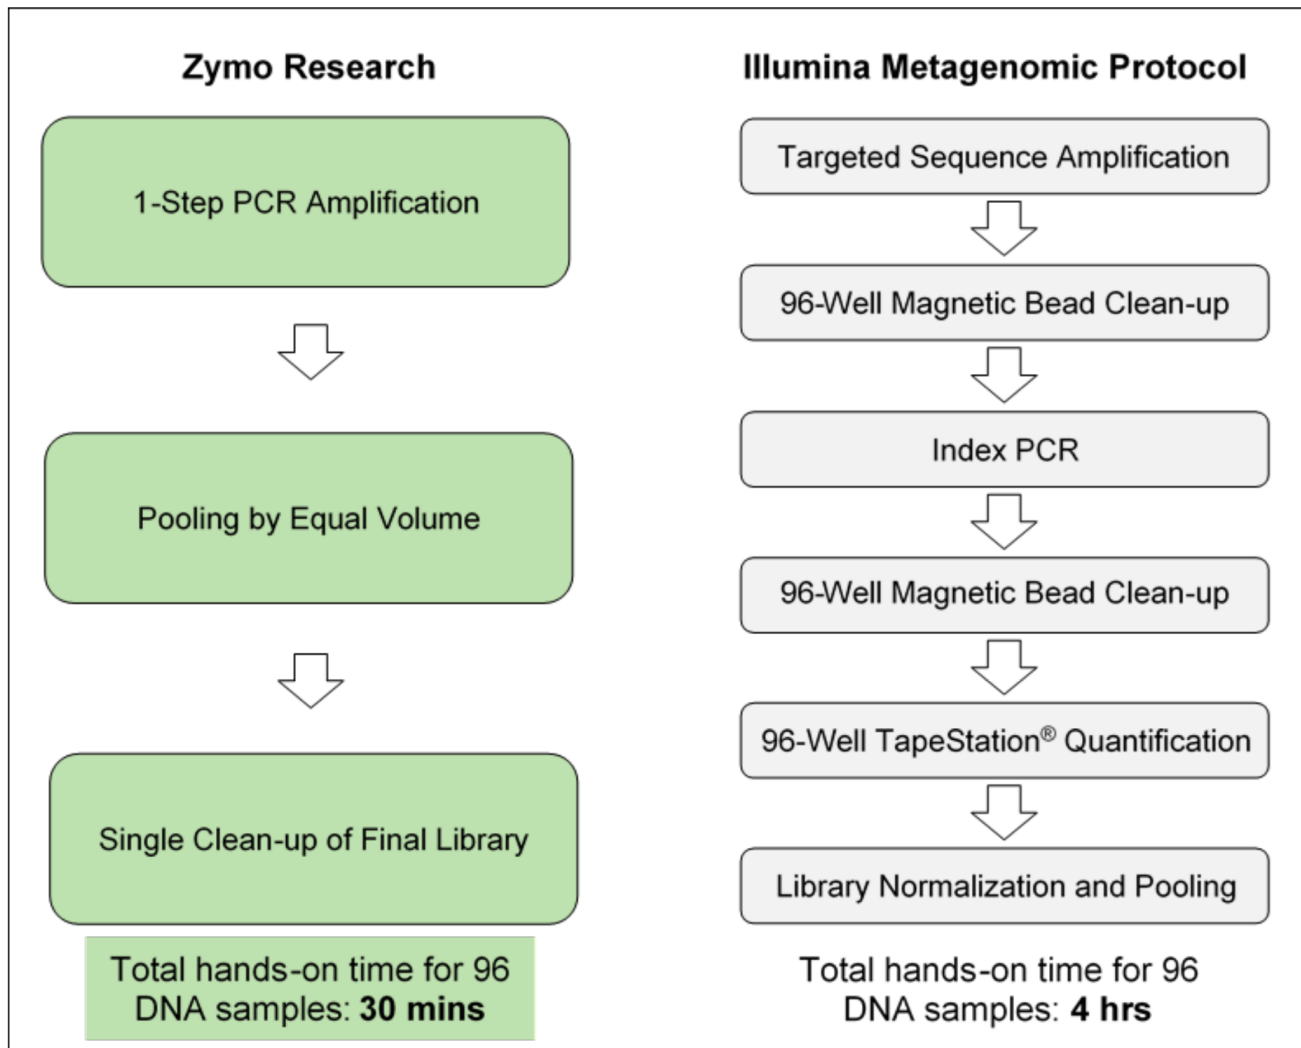 Zymo Research
1-Step PCR Amplification
Pooling by Equal Volume
Single Clean-up of Final Library
Total hands-on time for 96
DNA samples: 30 mins
Illumina Metagenomic Protocol
Targeted Sequence Amplification
96-Well Magnetic Bead Clean-up
Index PCR
96-Well Magnetic Bead Clean-up
96-Well TapeStation® Quantification
Library Normalization and Pooling
Total hands-on time for 96
DNA samples: 4 hrs